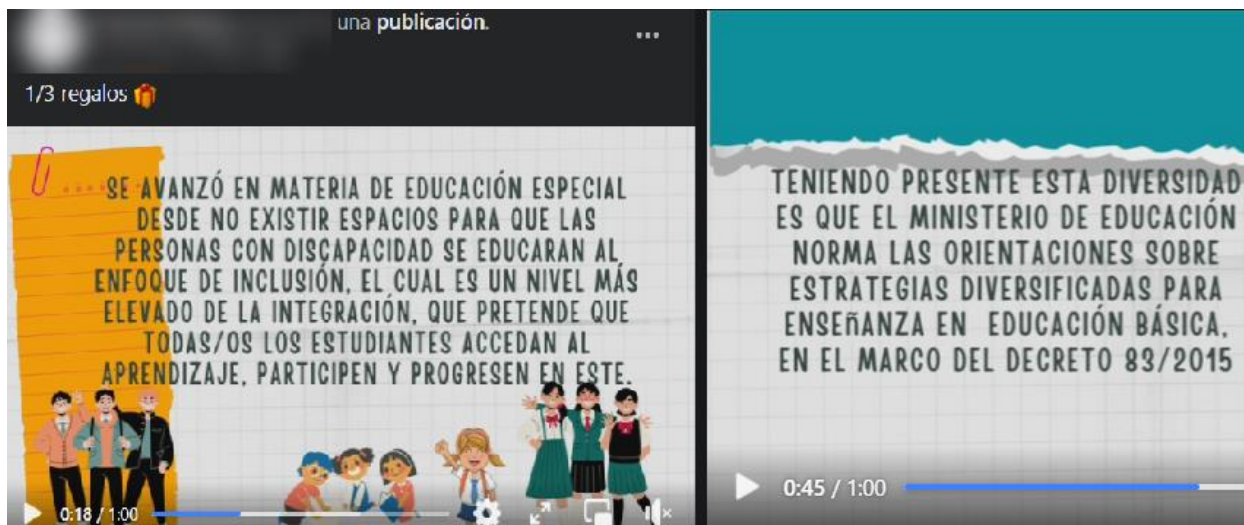 una publicación.
1/3 regalos 🎁
SE AVANZÓ EN MATERIA DE EDUCACIÓN ESPECIAL
DESDE NO EXISTIR ESPACIOS PARA QUE LAS
PERSONAS CON DISCAPACIDAD SE EDUCARAN AL
ENFOQUE DE INCLUSIÓN, EL CUAL ES UN NIVEL MÁS
ELEVADO DE LA INTEGRACIÓN, QUE PRETENDE QUE
TODAS/OS LOS ESTUDIANTES ACCEDAN AL
APRENDIZAJE, PARTICIPEN Y PROGRESEN EN ESTE.
0:18 / 1:00
TENIENDO PRESENTE ESTA DIVERSIDAD
ES QUE EL MINISTERIO DE EDUCACIÓN
NORMA LAS ORIENTACIONES SOBRE
ESTRATEGIAS DIVERSIFICADAS PARA
ENSEñANZA EN EDUCACIÓN BÁSICA,
EN EL MARCO DEL DECRETO 83/2015
0:45 / 1:00